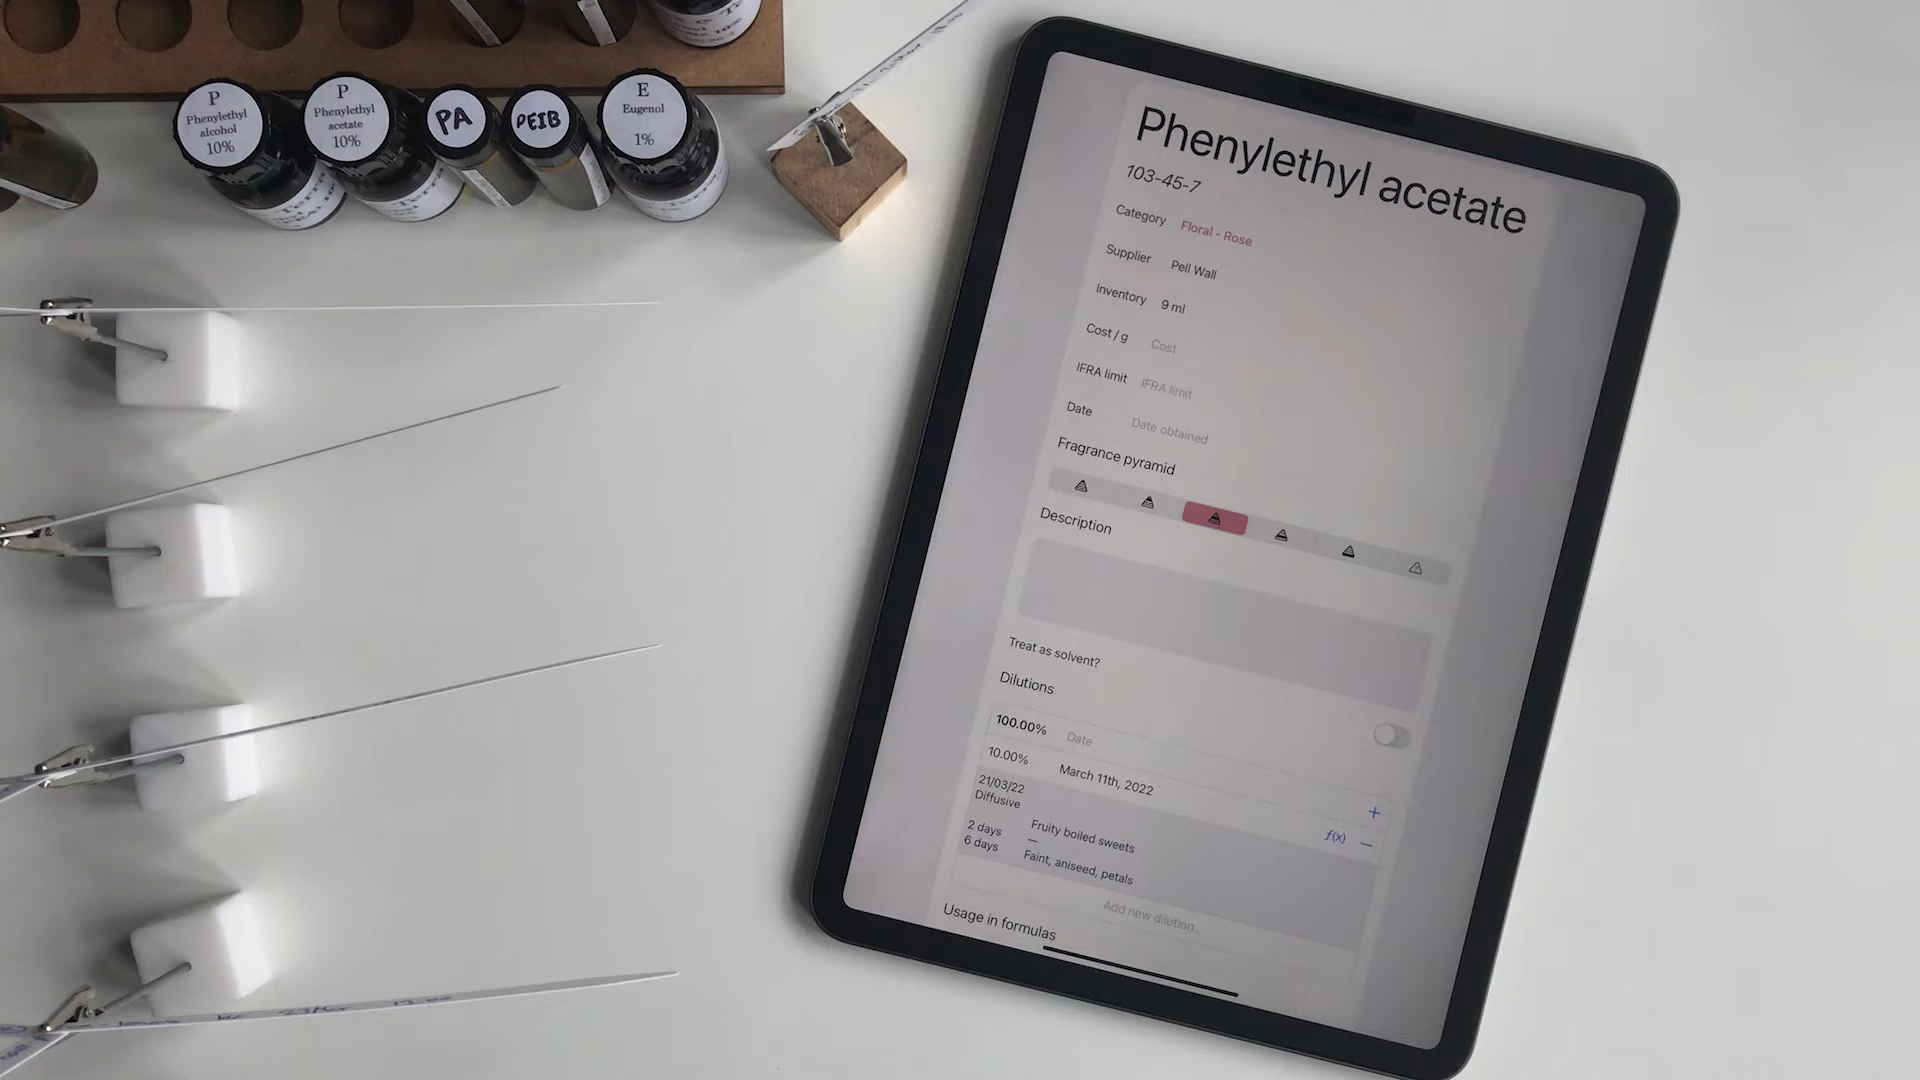 P
Phenylethyl
alcohol
10%
P
Phenylethyl
acetate
10%
PA
PEIB
E
Eugenol
1%
Phenylethyl acetate
103-45-7
Category Floral - Rose
Supplier Pell Wall
Inventory 9 ml
Cost / g Cost
IFRA limit IFRA limit
Date Date obtained
Fragrance pyramid
Description
Treat as solvent?
Dilutions
100.00% Date
10.00% March 11th, 2022
+
21/03/22
Diffusive
f(x) −
2 days Fruity boiled sweets
—
6 days Faint, aniseed, petals
Add new dilution...
Usage in formulas